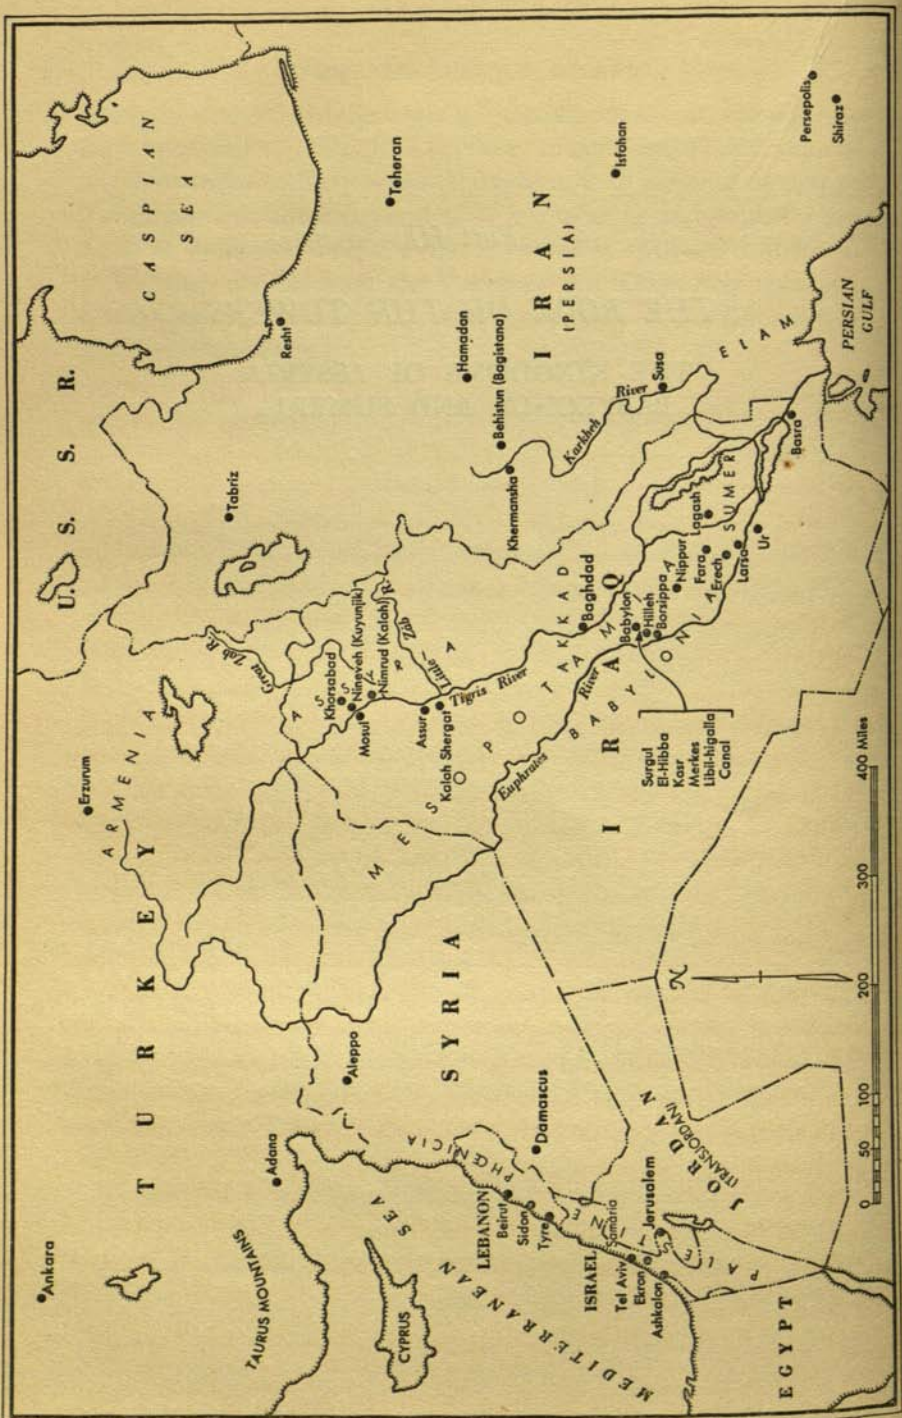 U. S. S. R.
CASPIAN
SEA
TURKEY
ARMENIA
Ankara
Erzurum
Tabriz
Resht
Teheran
TAURUS MOUNTAINS
Adana
Aleppo
CYPRUS
MEDITERRANEAN SEA
SYRIA
PHŒNICIA
LEBANON
Beirut
Sidon
Tyre
Damascus
ISRAEL
Samaria
Tel Aviv
Ekron
Ashkalon
Jerusalem
PALESTINE
JORDAN
(TRANSJORDAN)
EGYPT
MESOPOTAMIA
Great Zab R.
Khorsabad
Nineveh (Kuyunjik)
Nimrud (Kalah)
Mosul
Little Zab R.
Assur
Kalah Shergat
Tigris River
Euphrates River
IRAQ
AKKAD
Baghdad
BABYLONIA
Babylon
Hilleh
Borsippa
Nippur
Surgul
El-Hibba
Kasr
Merkes
Libil-higalla
Canal
Fara
Erech
Larsa
Ur
Lagash
SUMER
Basra
IRAN
(PERSIA)
Hamadan
Behistun (Bagistana)
Khermansha
Karkheh River
Susa
ELAM
Isfahan
Persepolis
Shiraz
PERSIAN
GULF
N
0 50 100 200 300 400 Miles